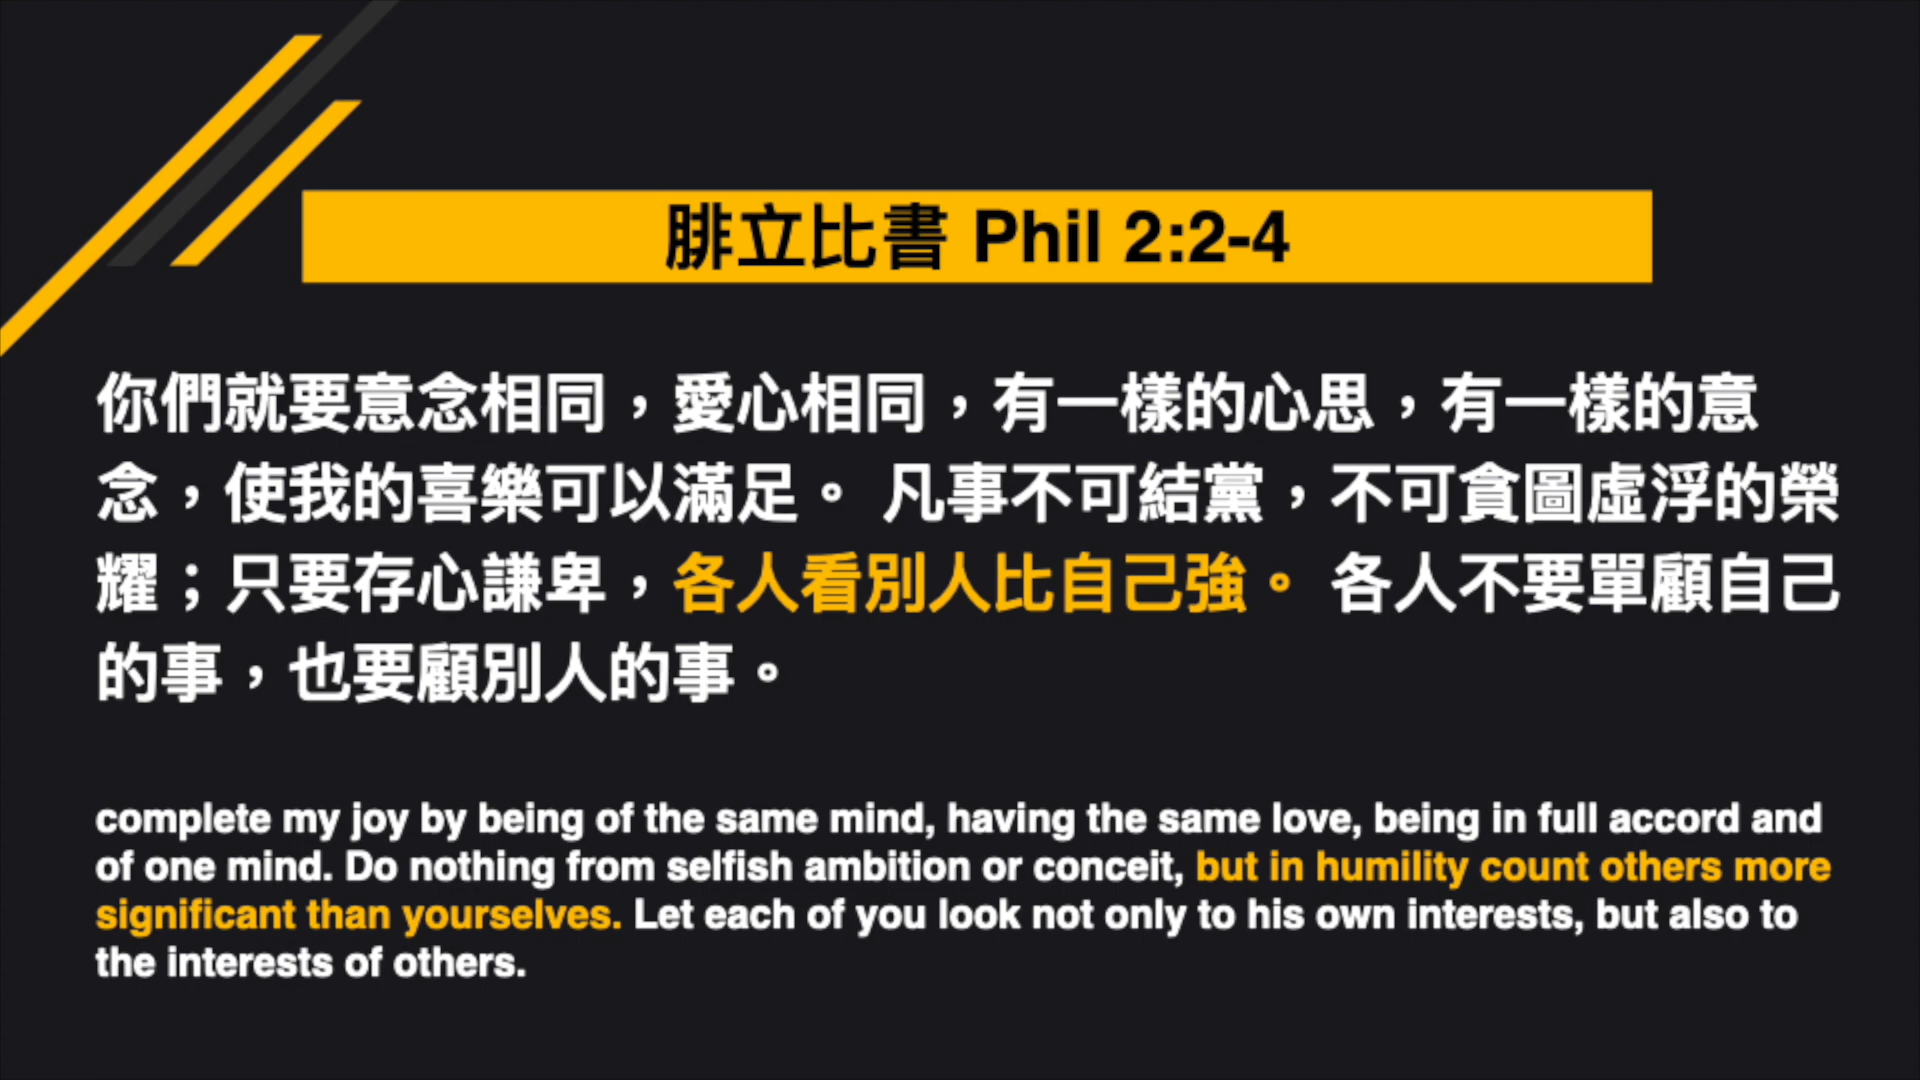 腓立比書 Phil 2:2-4
你們就要意念相同，愛心相同，有一樣的心思，有一樣的意
念，使我的喜樂可以滿足。 凡事不可結黨，不可貪圖虛浮的榮
耀；只要存心謙卑，各人看別人比自己強。 各人不要單顧自己
的事，也要顧別人的事。
complete my joy by being of the same mind, having the same love, being in full accord and
of one mind. Do nothing from selfish ambition or conceit, but in humility count others more
significant than yourselves. Let each of you look not only to his own interests, but also to
the interests of others.